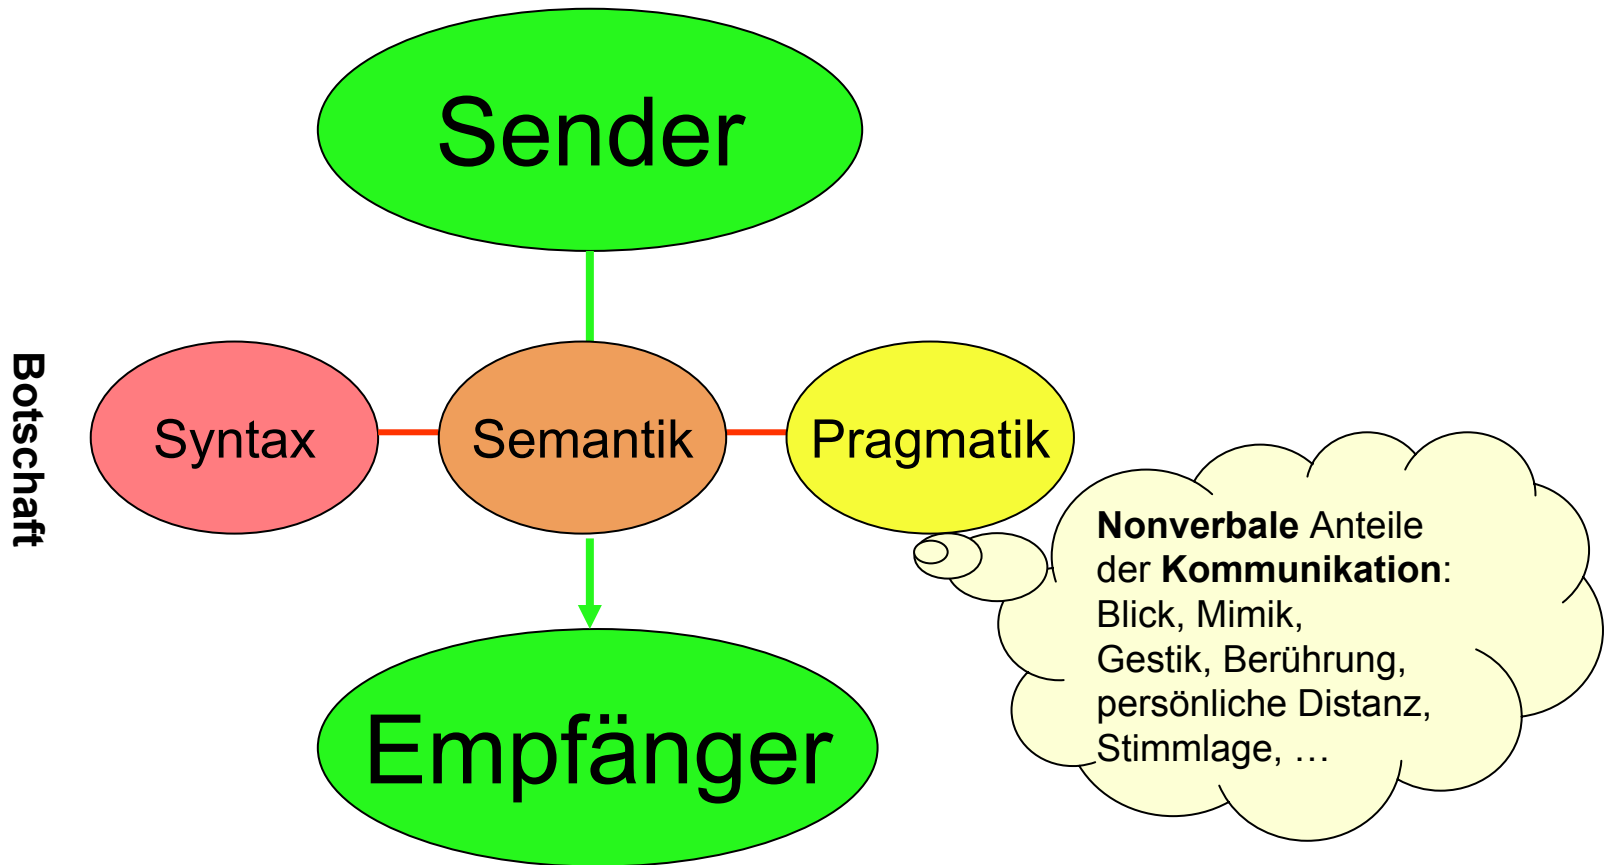 Sender
Botschaft
Syntax
Semantik
Pragmatik
Nonverbale Anteile
der Kommunikation:
Blick, Mimik,
Gestik, Berührung,
persönliche Distanz,
Stimmlage, …
Empfänger